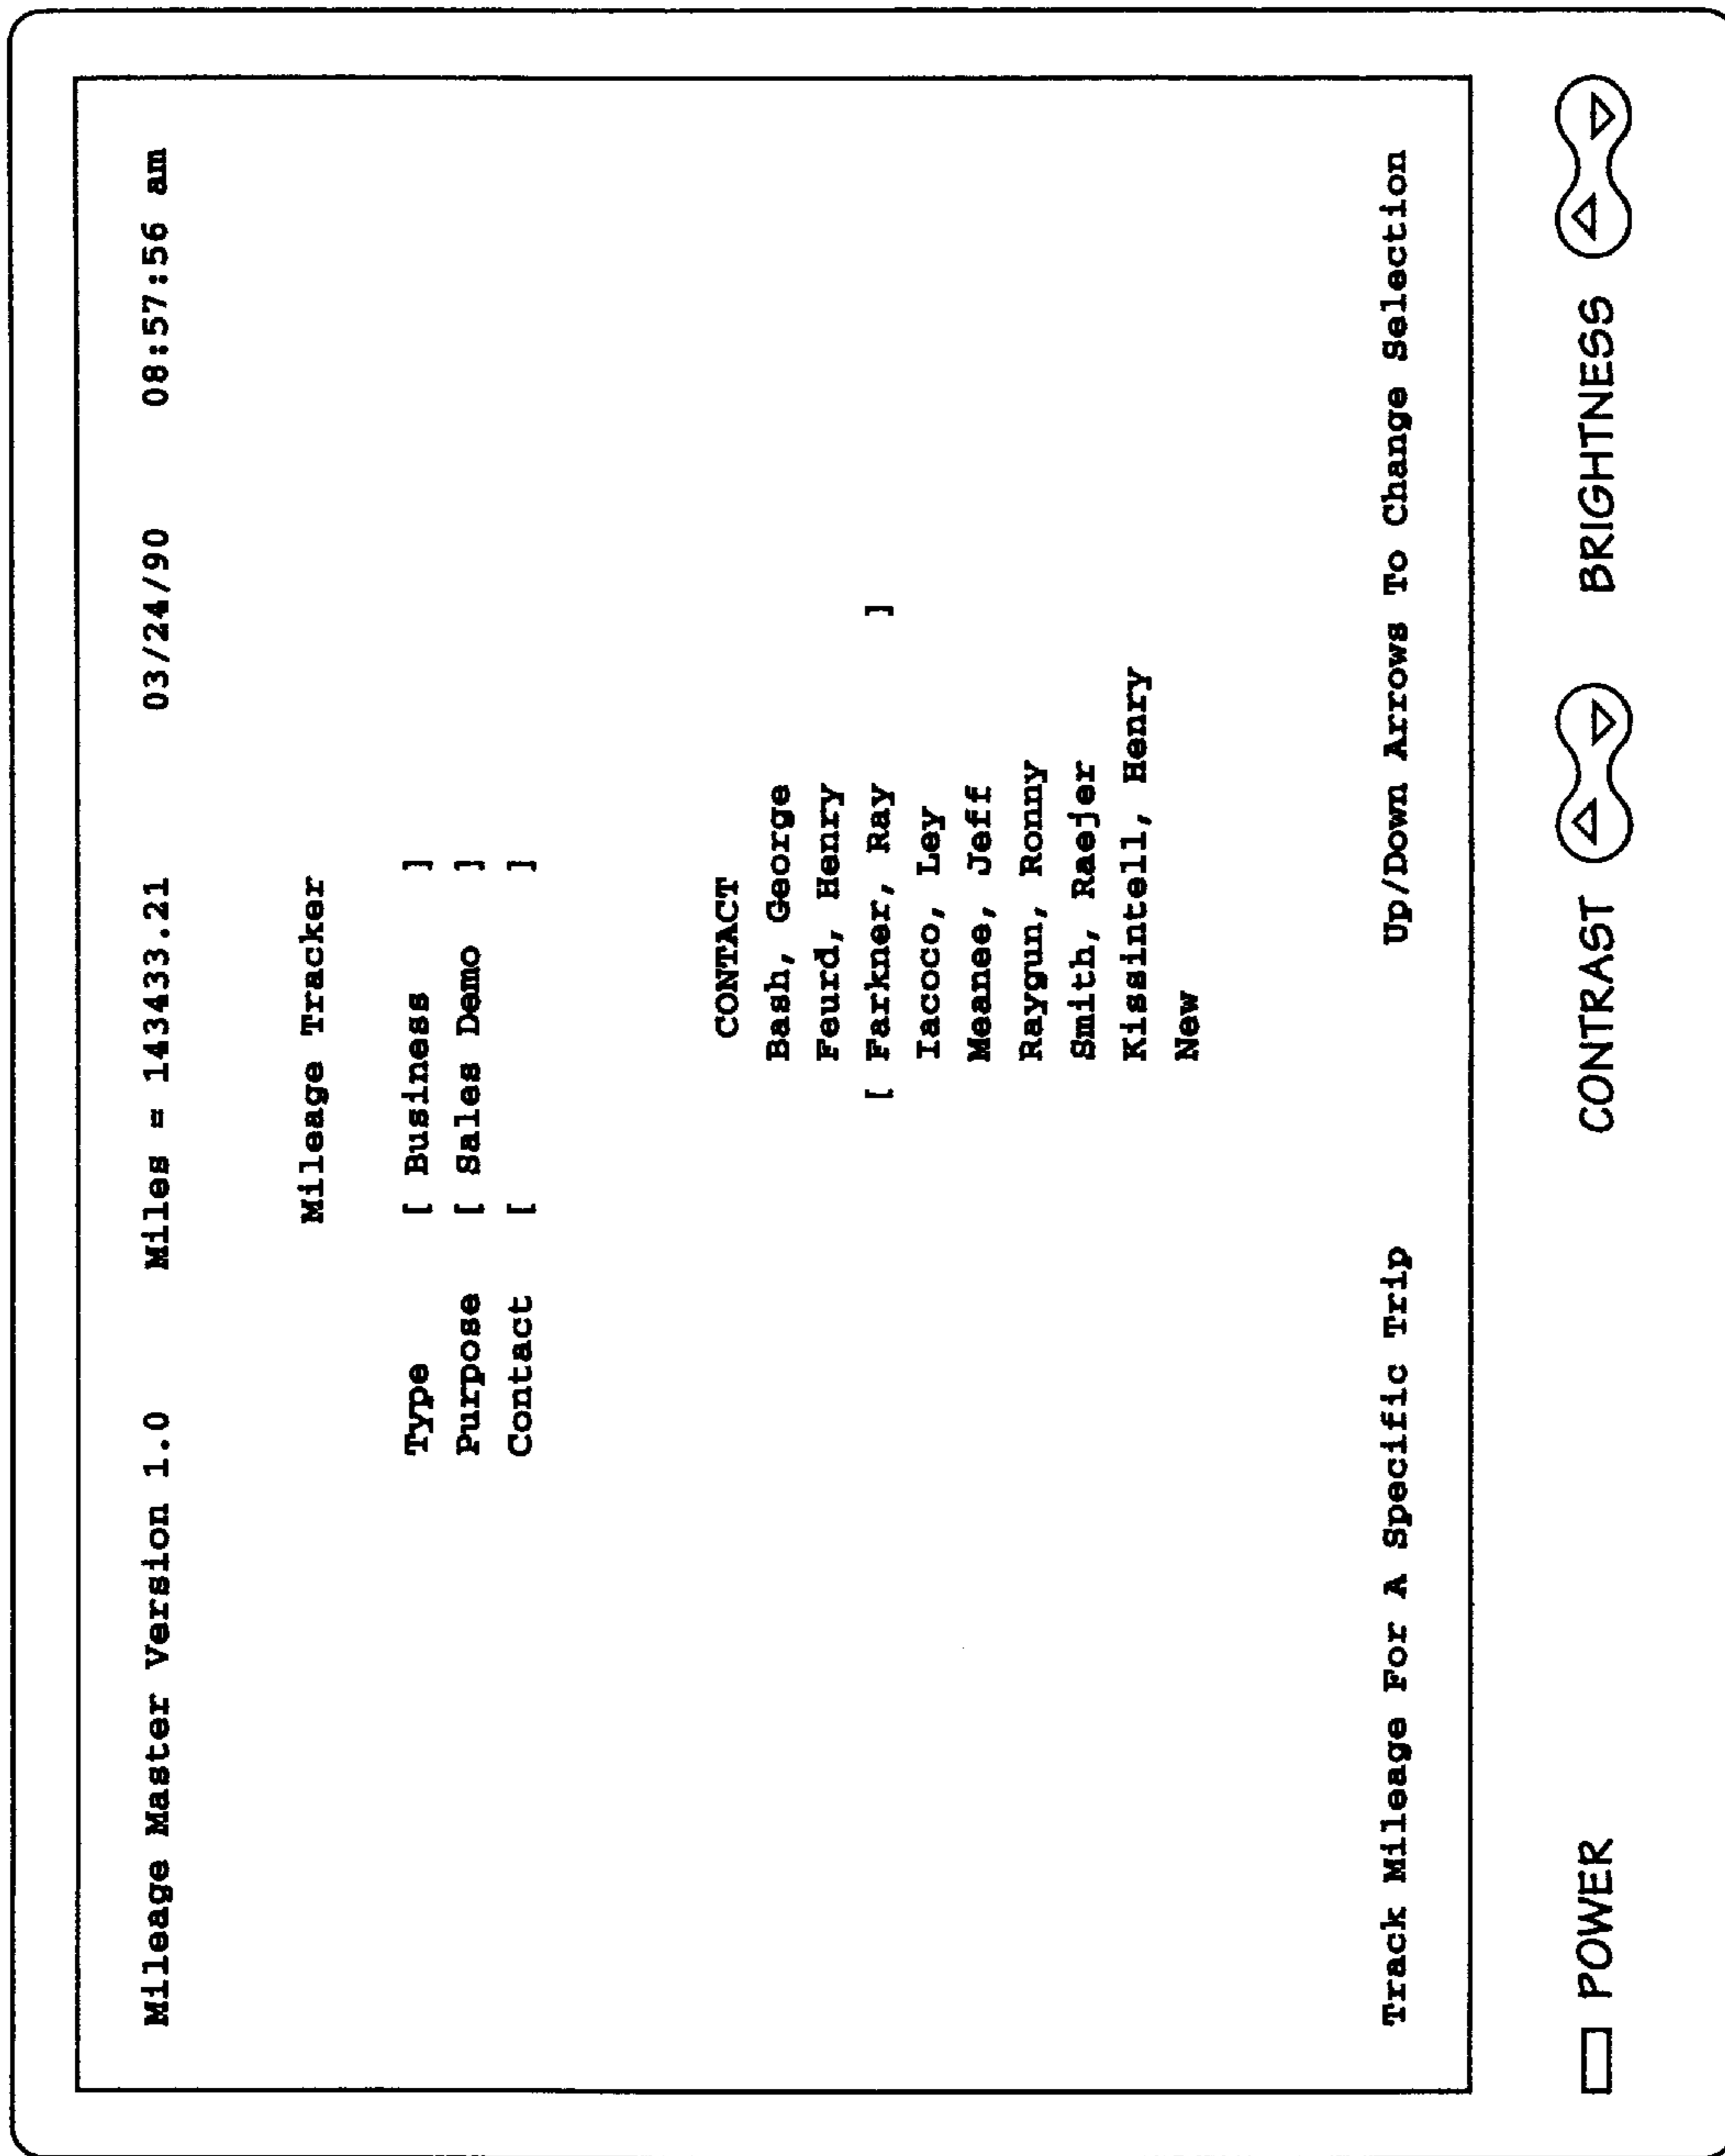 Mileage Master Version 1.0 Miles = 143433.21 03/24/90 08:57:56 am
Mileage Tracker
Type [ Business ]
Purpose [ Sales Demo ]
Contact [ ]
CONTACT
Bash, George
Feurd, Henry
[ Farkner, Ray ]
Iacoco, Ley
Meanee, Jeff
Raygun, Ronny
Smith, Raejer
Kissintell, Henry
New
Track Mileage For A Specific Trip Up/Down Arrows To Change Selection
POWER CONTRAST BRIGHTNESS